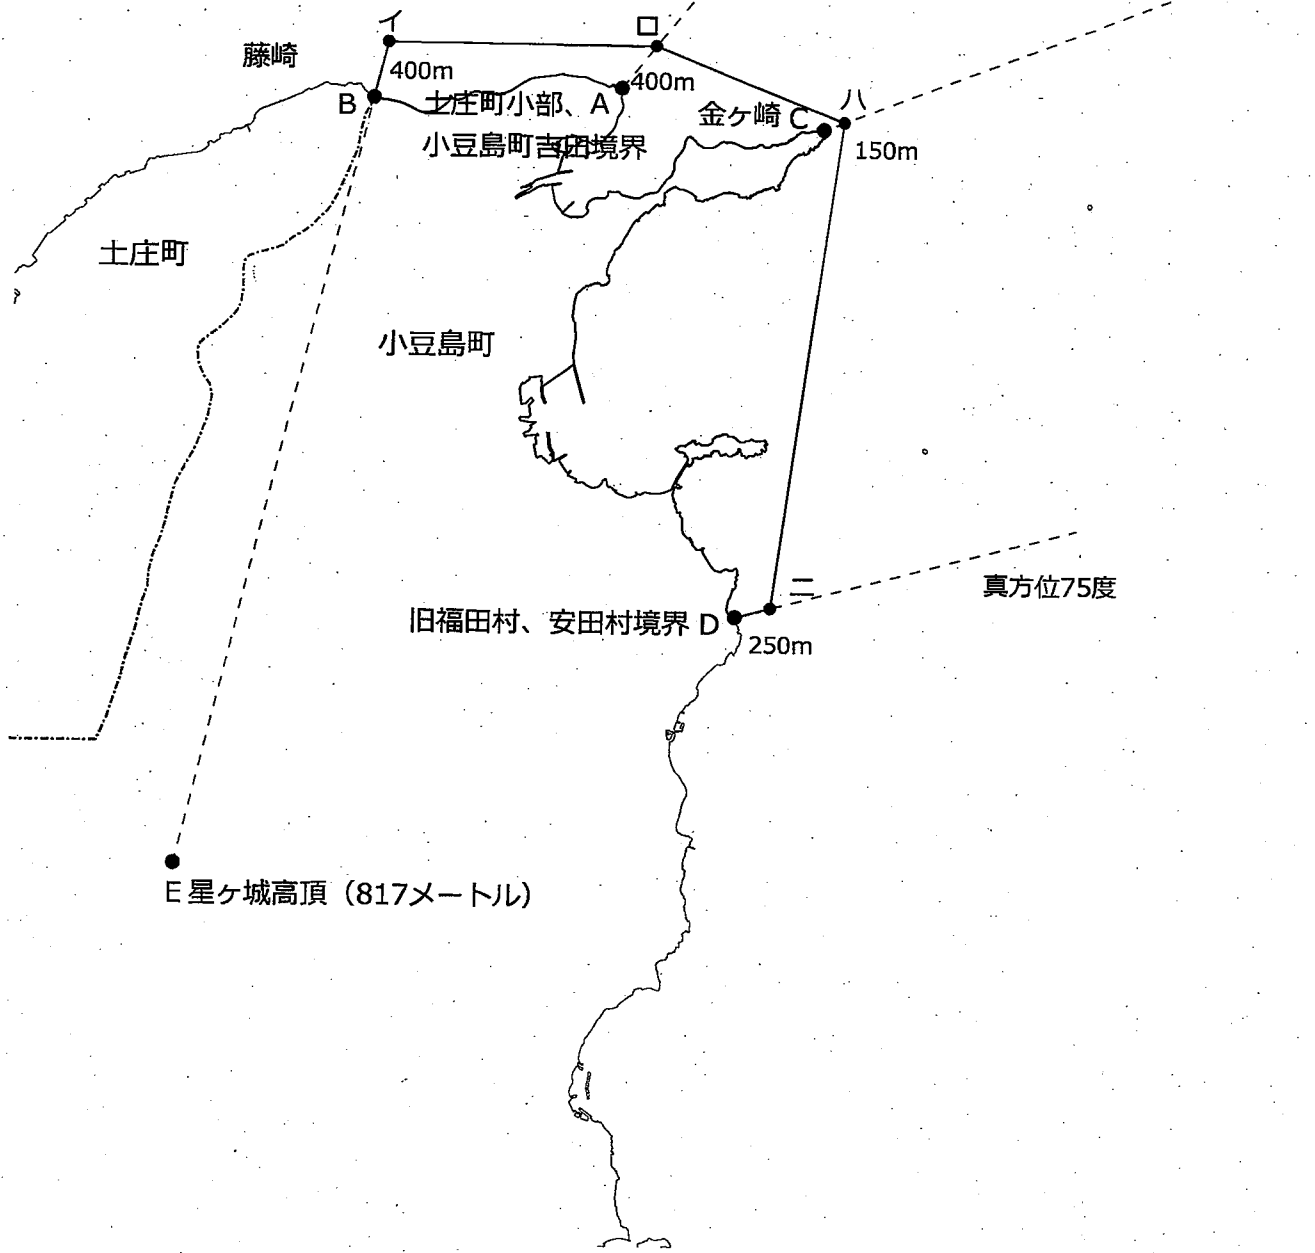 イ
ロ
藤崎
400m
400m
B
土庄町小部、A
金ヶ崎 C
ハ
小豆島町吉田境界
150m
土庄町
小豆島町
ニ
真方位75度
旧福田村、安田村境界 D
250m
E 星ヶ城高頂（817メートル）